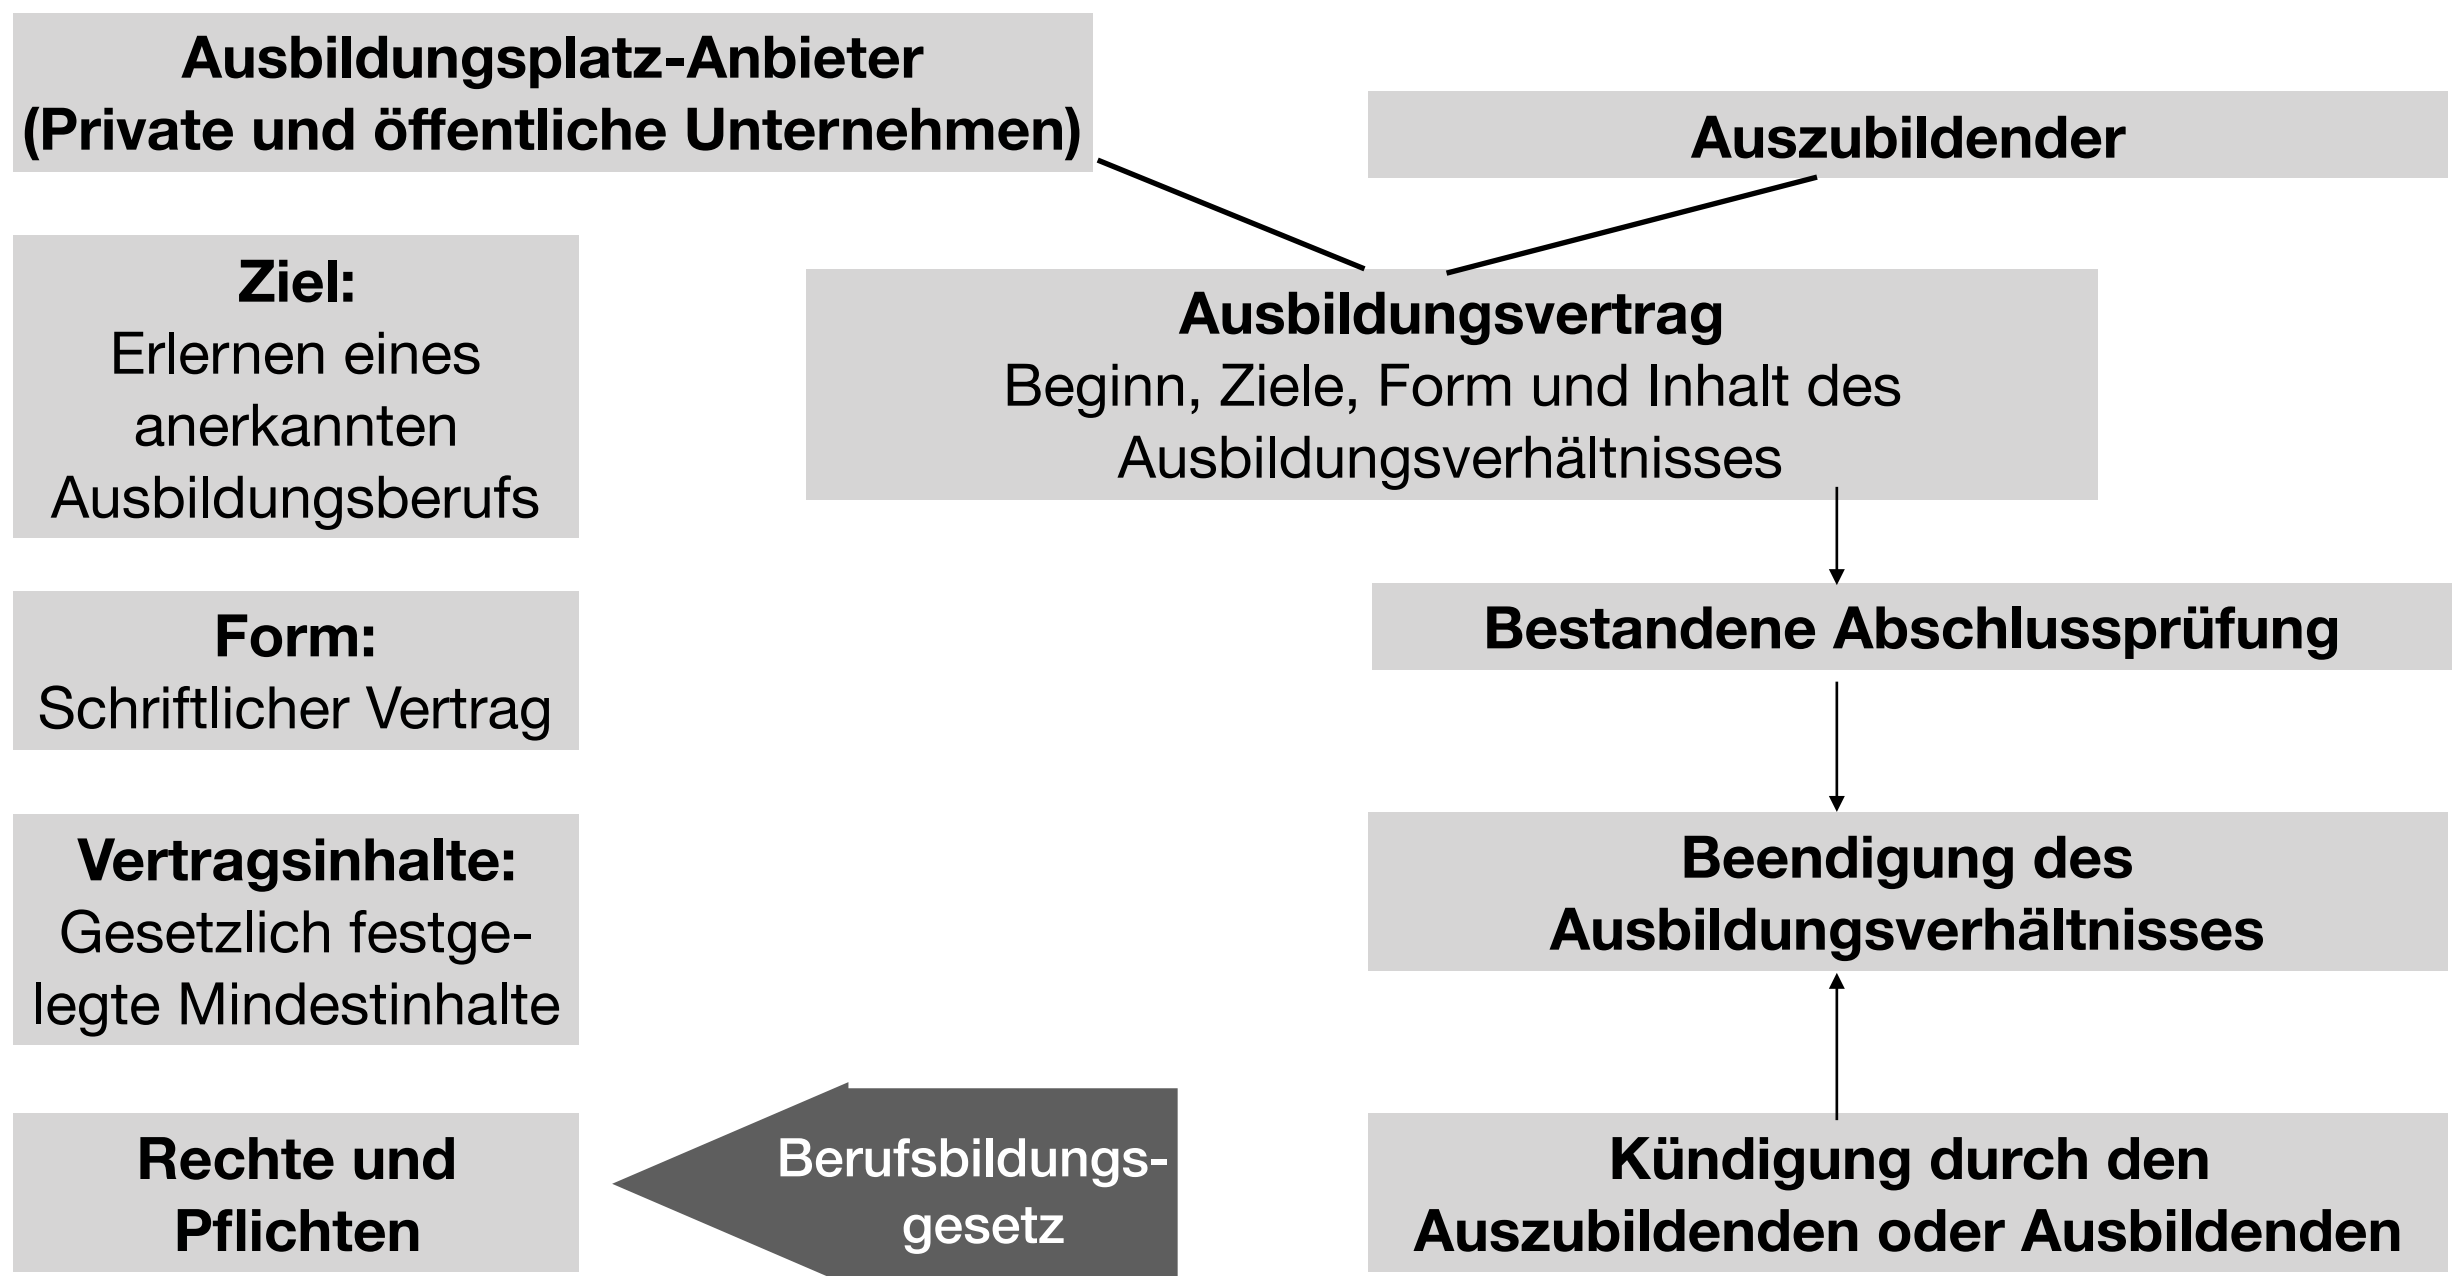 Ausbildungsplatz-Anbieter
(Private und öffentliche Unternehmen)
Auszubildender
Ziel:
Erlernen eines
anerkannten
Ausbildungsberufs
Ausbildungsvertrag
Beginn, Ziele, Form und Inhalt des
Ausbildungsverhältnisses
Form:
Schriftlicher Vertrag
Bestandene Abschlussprüfung
Vertragsinhalte:
Gesetzlich festge-
legte Mindestinhalte
Beendigung des
Ausbildungsverhältnisses
Rechte und
Pflichten
Berufsbildungs-
gesetz
Kündigung durch den
Auszubildenden oder Ausbildenden